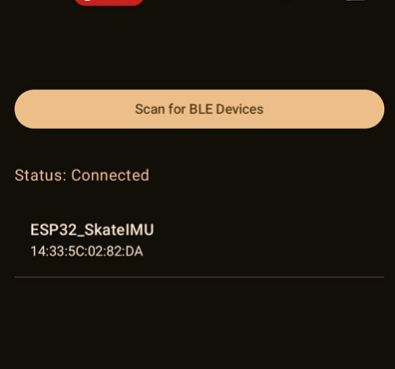 Scan for BLE Devices
Status: Connected
ESP32_SkateIMU
14:33:5C:02:82:DA